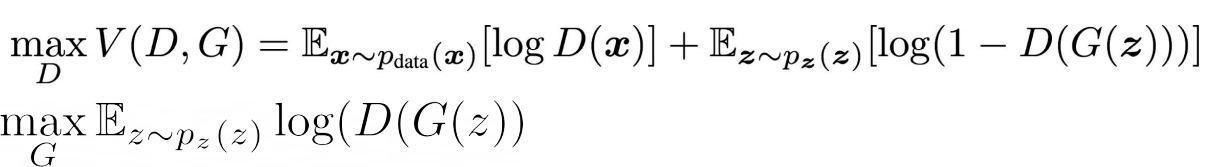 max_D V(D, G) = 𝔼_{x∼p_data(x)}[log D(x)] + 𝔼_{z∼p_z(z)}[log(1 − D(G(z)))]
max_G 𝔼_{z∼p_z(z)} log(D(G(z))